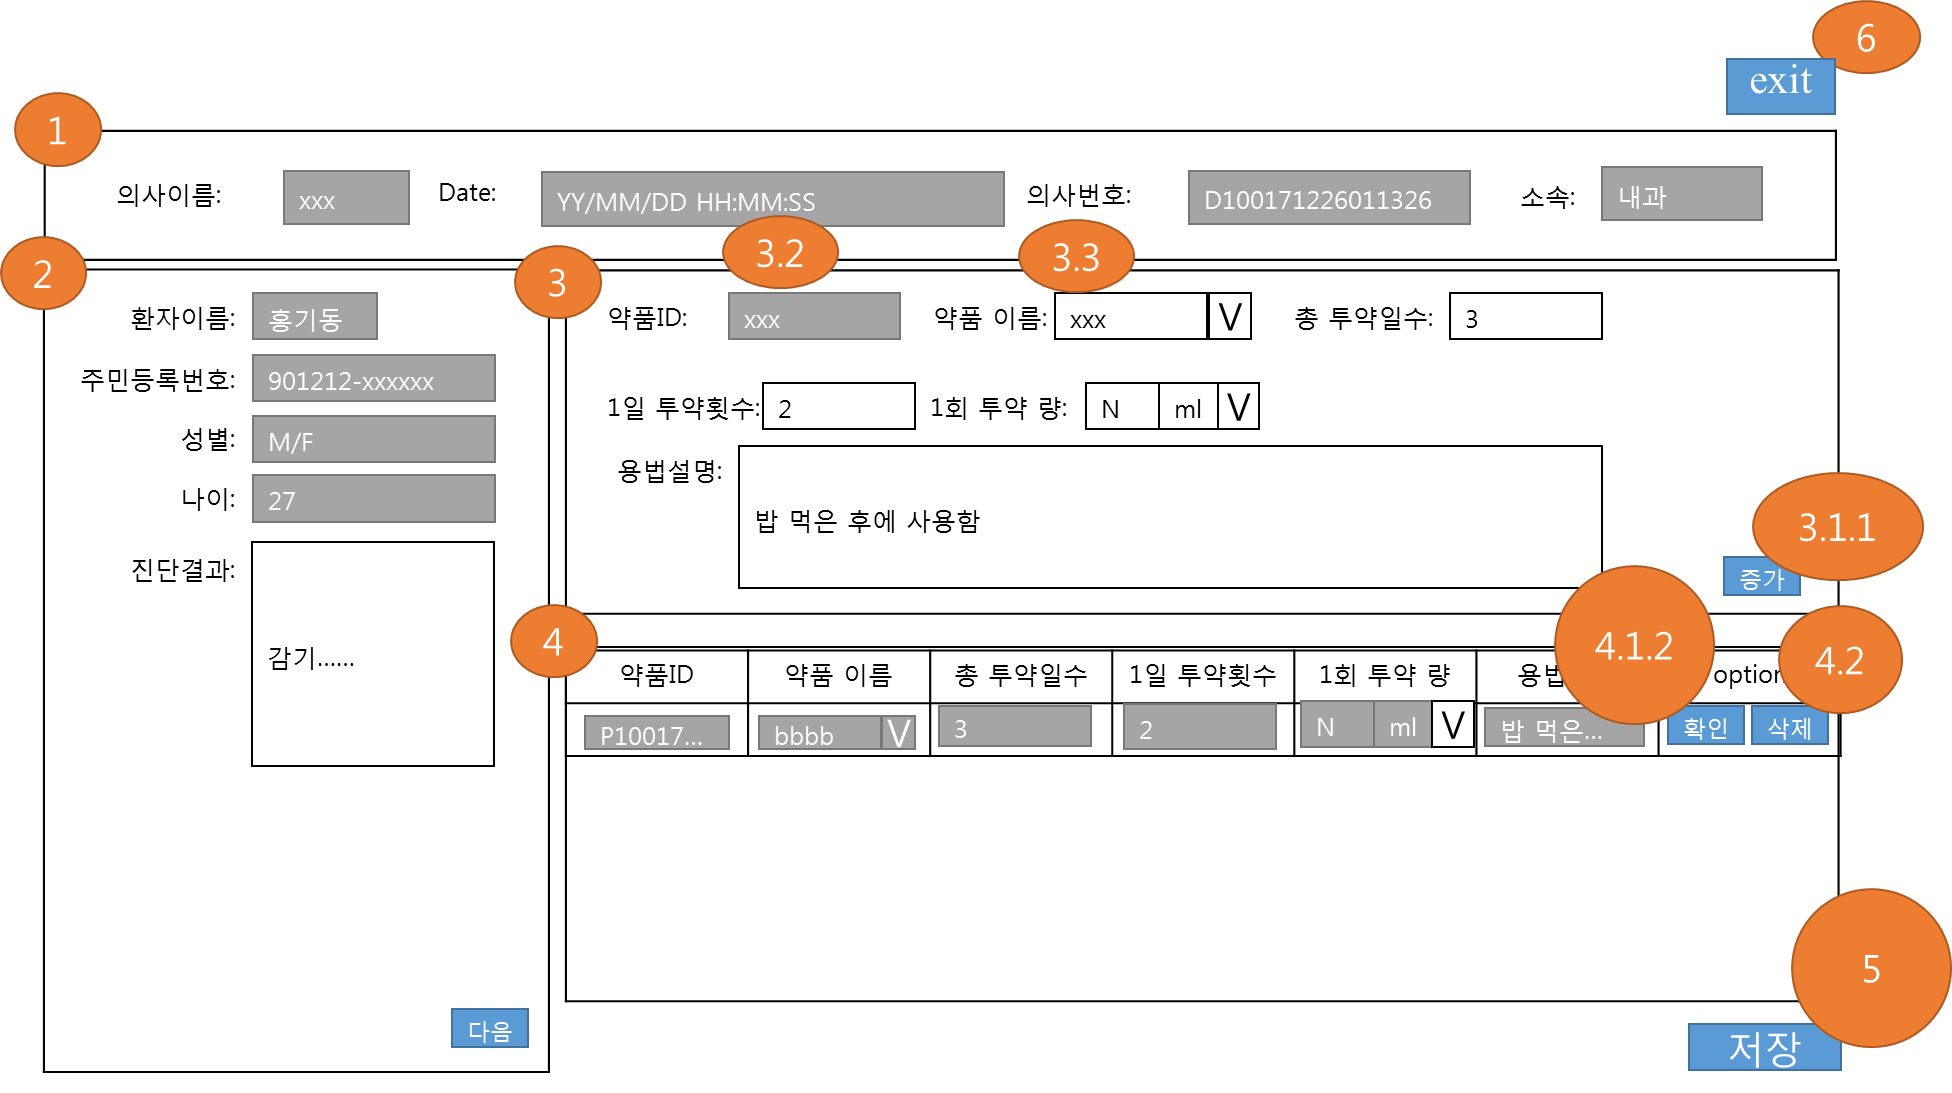 6
exit
1
의사이름:
xxx
Date:
YY/MM/DD HH:MM:SS
의사번호:
D100171226011326
소속:
내과
2
3
3.2
3.3
환자이름:
홍기동
주민등록번호:
901212-xxxxxx
성별:
M/F
나이:
27
진단결과:
감기......
다음
약품ID:
xxx
약품 이름:
xxx
V
총 투약일수:
3
1일 투약횟수:
2
1회 투약 량:
N
ml
V
용법설명:
밥 먹은 후에 사용함
3.1.1
증가
4
4.1.2
4.2
약품ID
약품 이름
총 투약일수
1일 투약횟수
1회 투약 량
option
P10017...
bbbb
V
3
2
N
ml
V
밥 먹은...
확인
삭제
5
저장